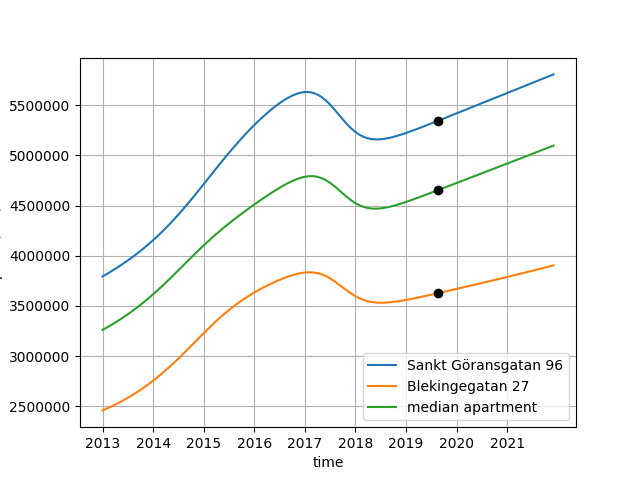 5500000
5000000
4500000
4000000
3500000
3000000
2500000
Sankt Göransgatan 96
Blekingegatan 27
median apartment
2013 2014 2015 2016 2017 2018 2019 2020 2021
time